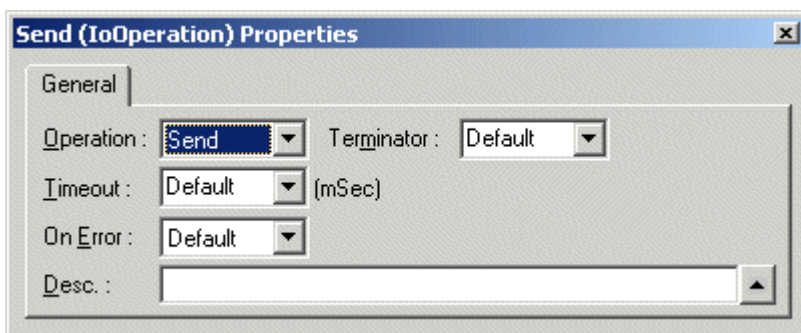 Send (IoOperation) Properties
General
Operation : Send Terminator : Default
Timeout : Default (mSec)
On Error : Default
Desc. :